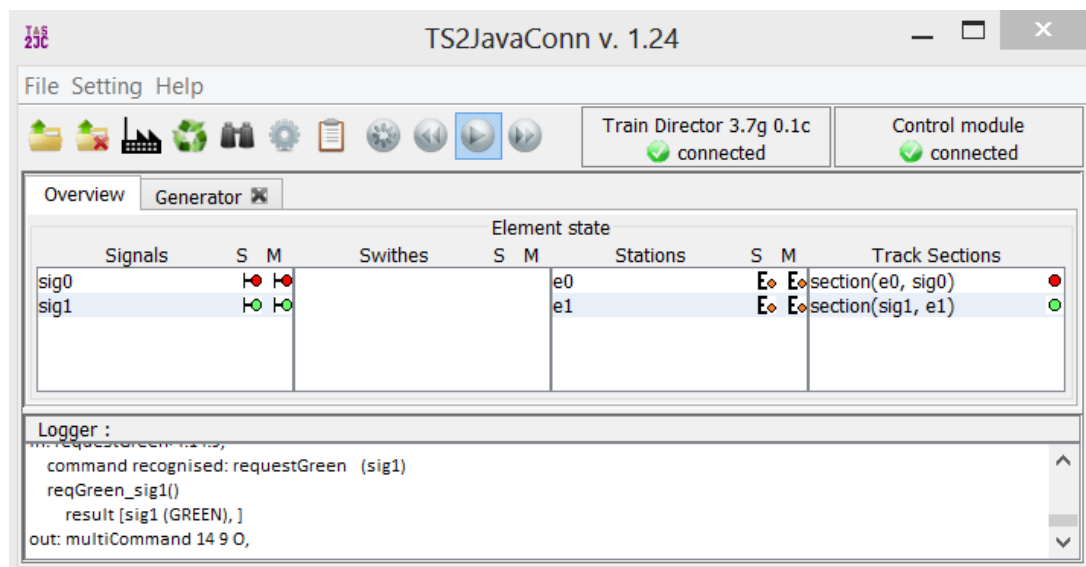 TS2JavaConn v. 1.24
File Setting Help
Train Director 3.7g 0.1c
connected
Control module
connected
Overview
Generator
Element state
Signals S M Swithes S M Stations S M Track Sections
sig0 e0 section(e0, sig0)
sig1 e1 section(sig1, e1)
Logger :
command recognised: requestGreen (sig1)
reqGreen_sig1()
result [sig1 (GREEN), ]
out: multiCommand 14 9 O,